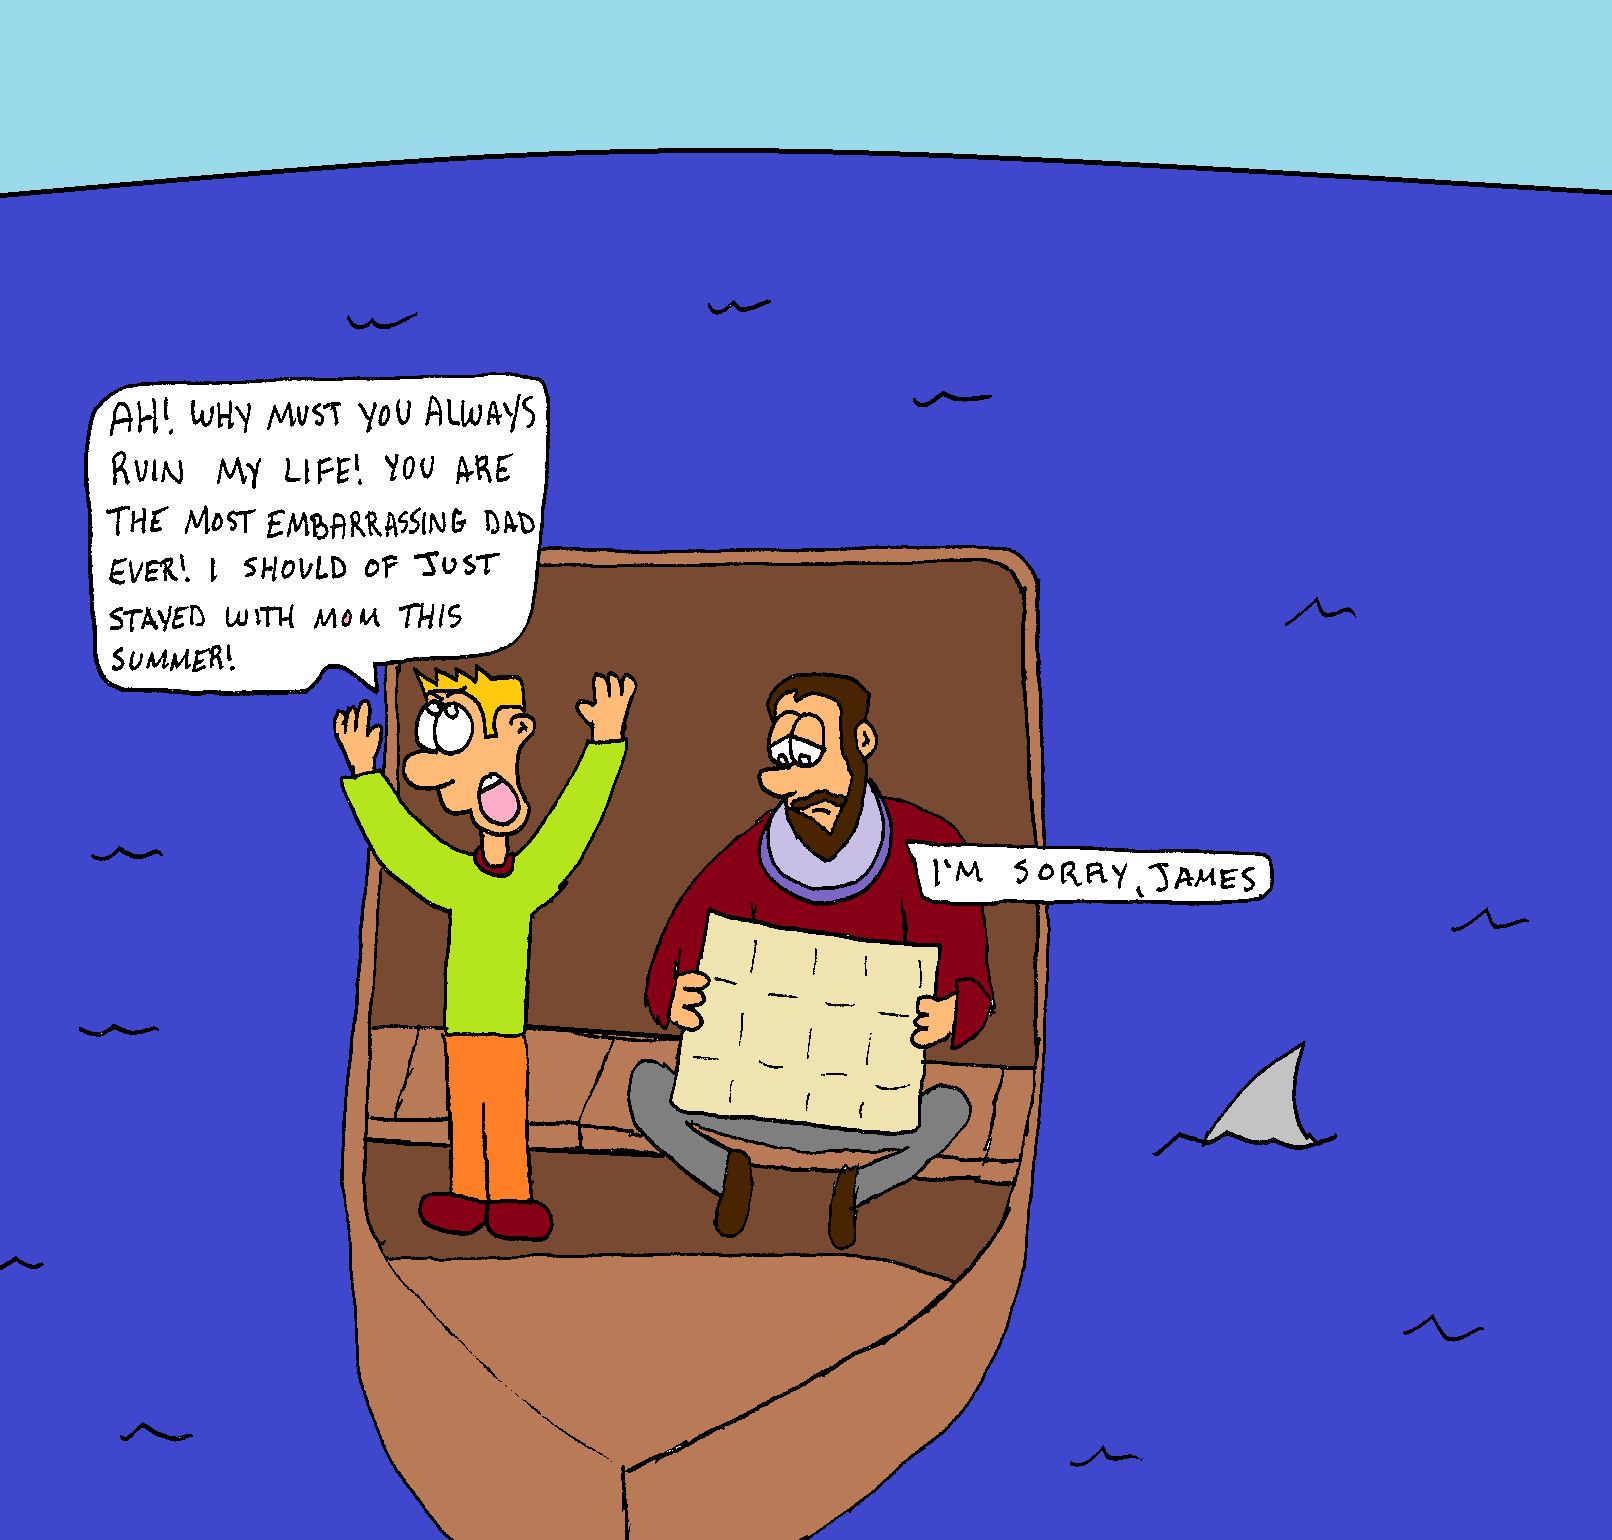 AH! WHY MUST YOU ALWAYS
RUIN MY LIFE! YOU ARE
THE MOST EMBARRASSING DAD
EVER! I SHOULD OF JUST
STAYED WITH MOM THIS
SUMMER!
I'M SORRY, JAMES